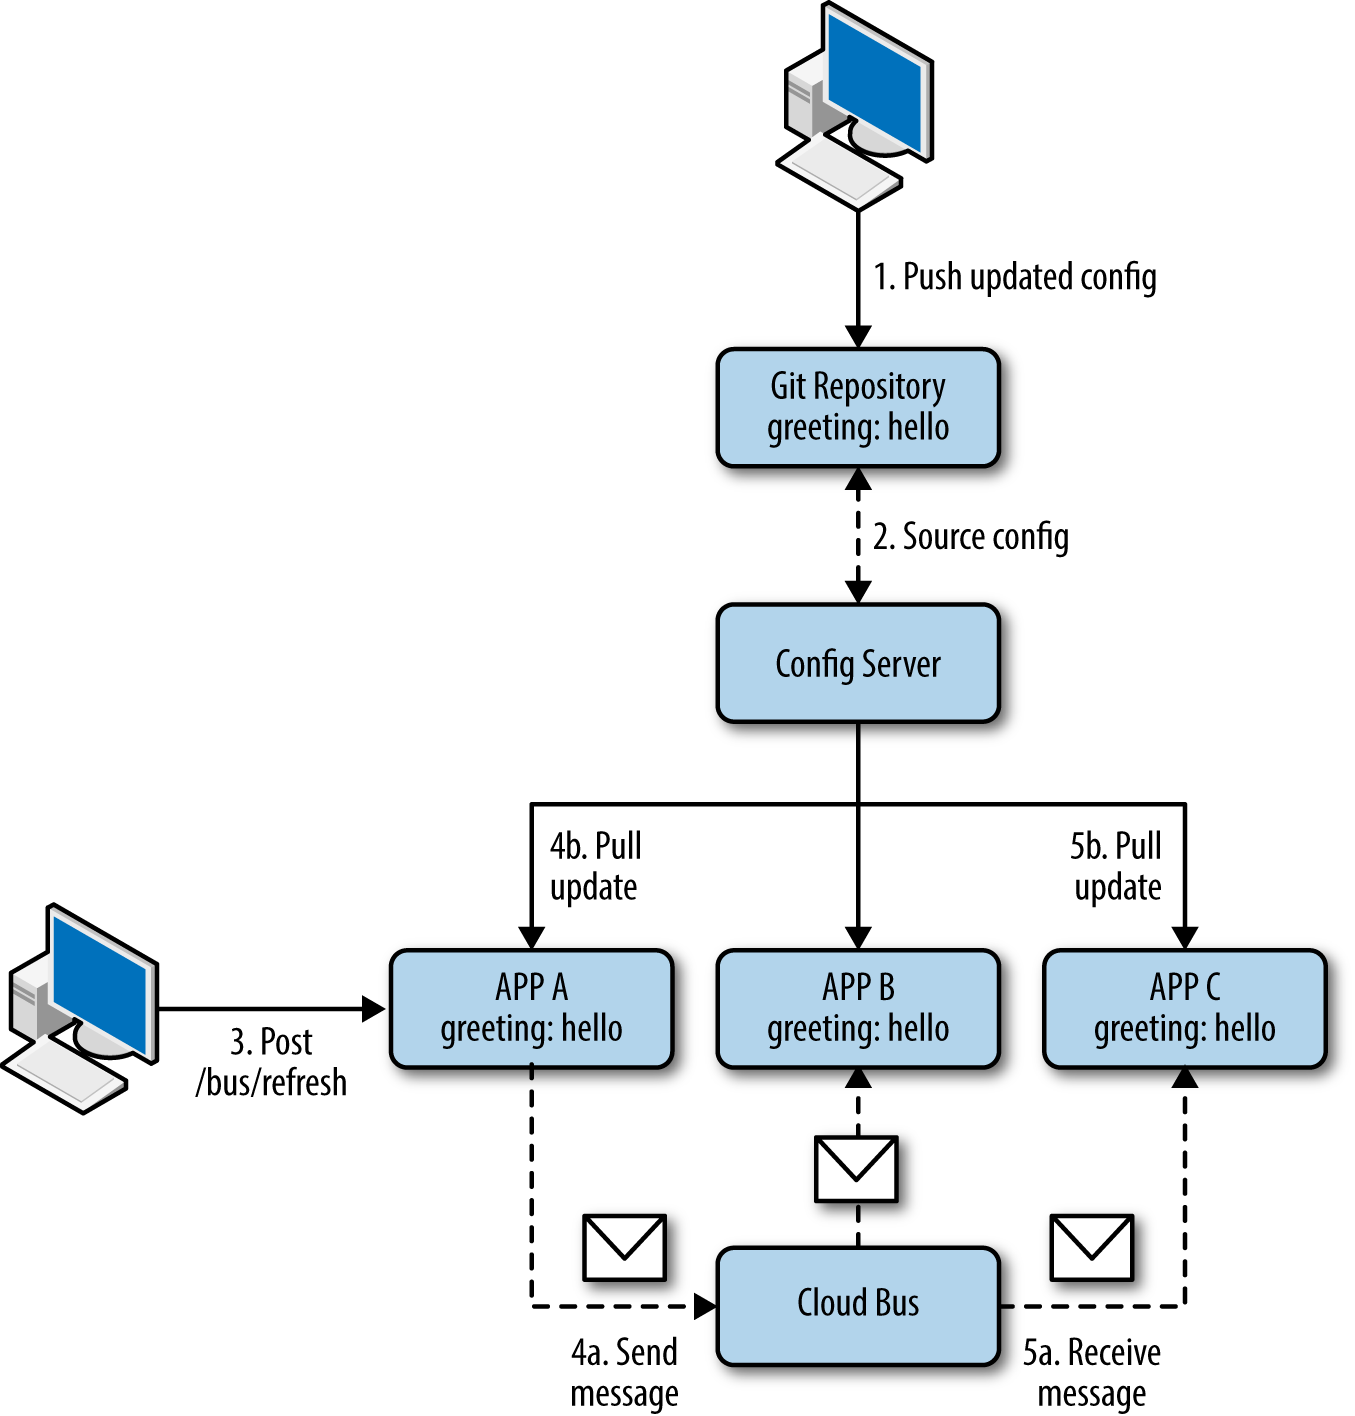 1. Push updated config
Git Repository
greeting: hello
2. Source config
Config Server
4b. Pull
update
5b. Pull
update
APP A
greeting: hello
APP B
greeting: hello
APP C
greeting: hello
3. Post
/bus/refresh
Cloud Bus
4a. Send
message
5a. Receive
message